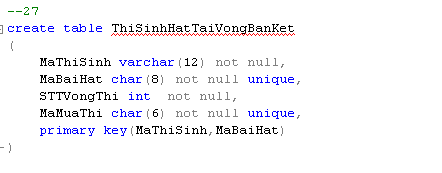 --27
create table ThiSinhHatTaiVongBanKet
(
MaThiSinh varchar(12) not null,
MaBaiHat char(8) not null unique,
STTVongThi int not null,
MaMuaThi char(6) not null unique,
primary key(MaThiSinh,MaBaiHat)
)